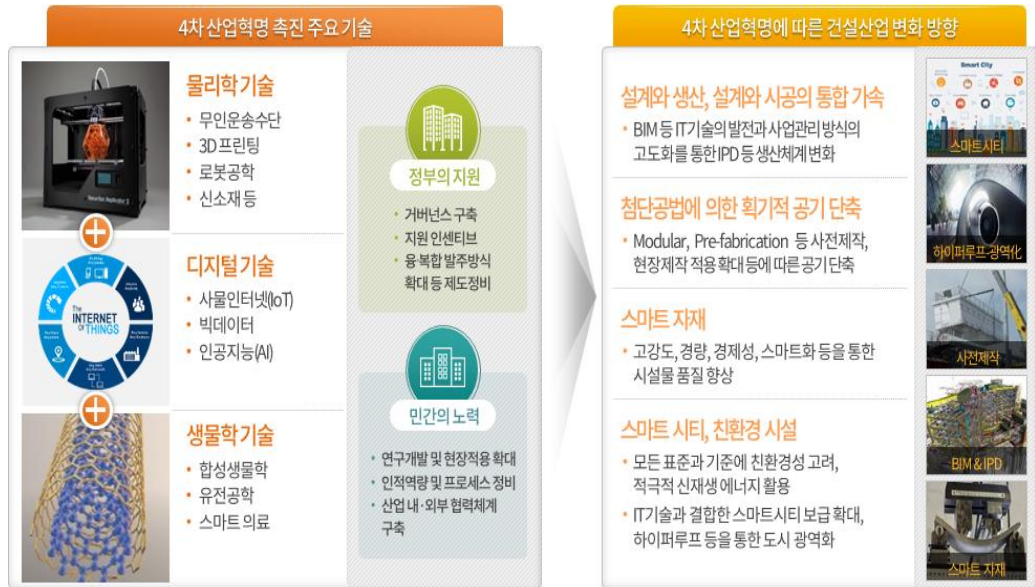 4차 산업혁명 촉진 주요 기술
물리학 기술
• 무인운송수단
• 3D 프린팅
• 로봇공학
• 신소재 등
디지털 기술
The
INTERNET
OF THINGS
• 사물인터넷(IoT)
• 빅데이터
• 인공지능(AI)
생물학 기술
• 합성생물학
• 유전공학
• 스마트 의료
정부의 지원
• 거버넌스 구축
• 지원 인센티브
• 융·복합 발주방식
확대 등 제도정비
민간의 노력
• 연구개발 및 현장적용 확대
• 인적역량 및 프로세스 정비
• 산업 내·외부 협력체계
구축
4차 산업혁명에 따른 건설산업 변화 방향
설계와 생산, 설계와 시공의 통합 가속
• BIM 등 IT기술의 발전과 사업관리 방식의
고도화를 통한 IPD 등 생산체계 변화
첨단공법에 의한 획기적 공기 단축
• Modular, Pre-fabrication 등 사전제작,
현장제작 적용 확대 등에 따른 공기 단축
스마트 자재
• 고강도, 경량, 경제성, 스마트화 등을 통한
시설물 품질 향상
스마트 시티, 친환경 시설
• 모든 표준과 기준에 친환경성 고려,
적극적 신재생 에너지 활용
• IT기술과 결합한 스마트시티 보급 확대,
하이퍼루프 등을 통한 도시 광역화
Smart City
스마트시티
하이퍼루프-광역화
사전제작
BIM & IPD
스마트 자재